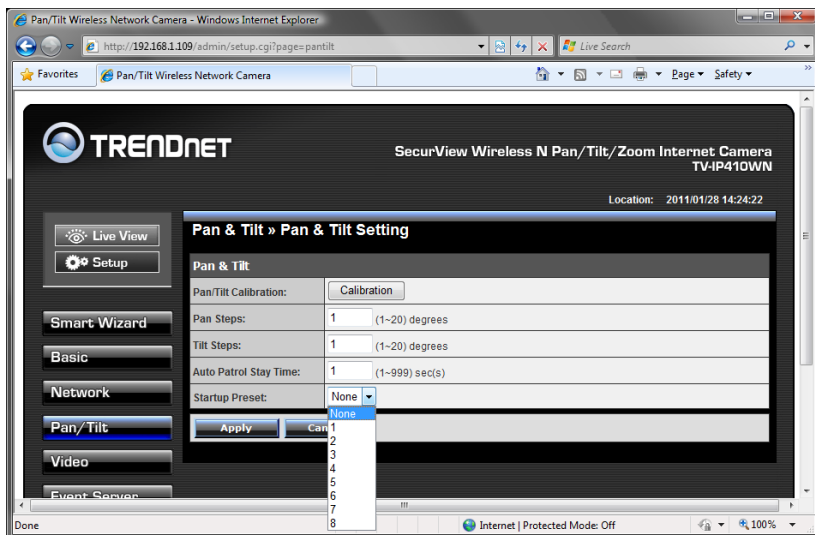 Pan/Tilt Wireless Network Camera - Windows Internet Explorer
http://192.168.1.109/admin/setup.cgi?page=pantilt
Live Search
Favorites
Pan/Tilt Wireless Network Camera
Page
Safety
»
TRENDNET
SecurView Wireless N Pan/Tilt/Zoom Internet Camera
TV-IP410WN
Location: 2011/01/28 14:24:22
Live View
Setup
Smart Wizard
Basic
Network
Pan/Tilt
Video
Event Server
Pan & Tilt » Pan & Tilt Setting
Pan & Tilt
Pan/Tilt Calibration: Calibration
Pan Steps: 1 (1~20) degrees
Tilt Steps: 1 (1~20) degrees
Auto Patrol Stay Time: 1 (1~999) sec(s)
Startup Preset: None
None
1
2
3
4
5
6
7
8
Apply
Can
Done
Internet | Protected Mode: Off
100%